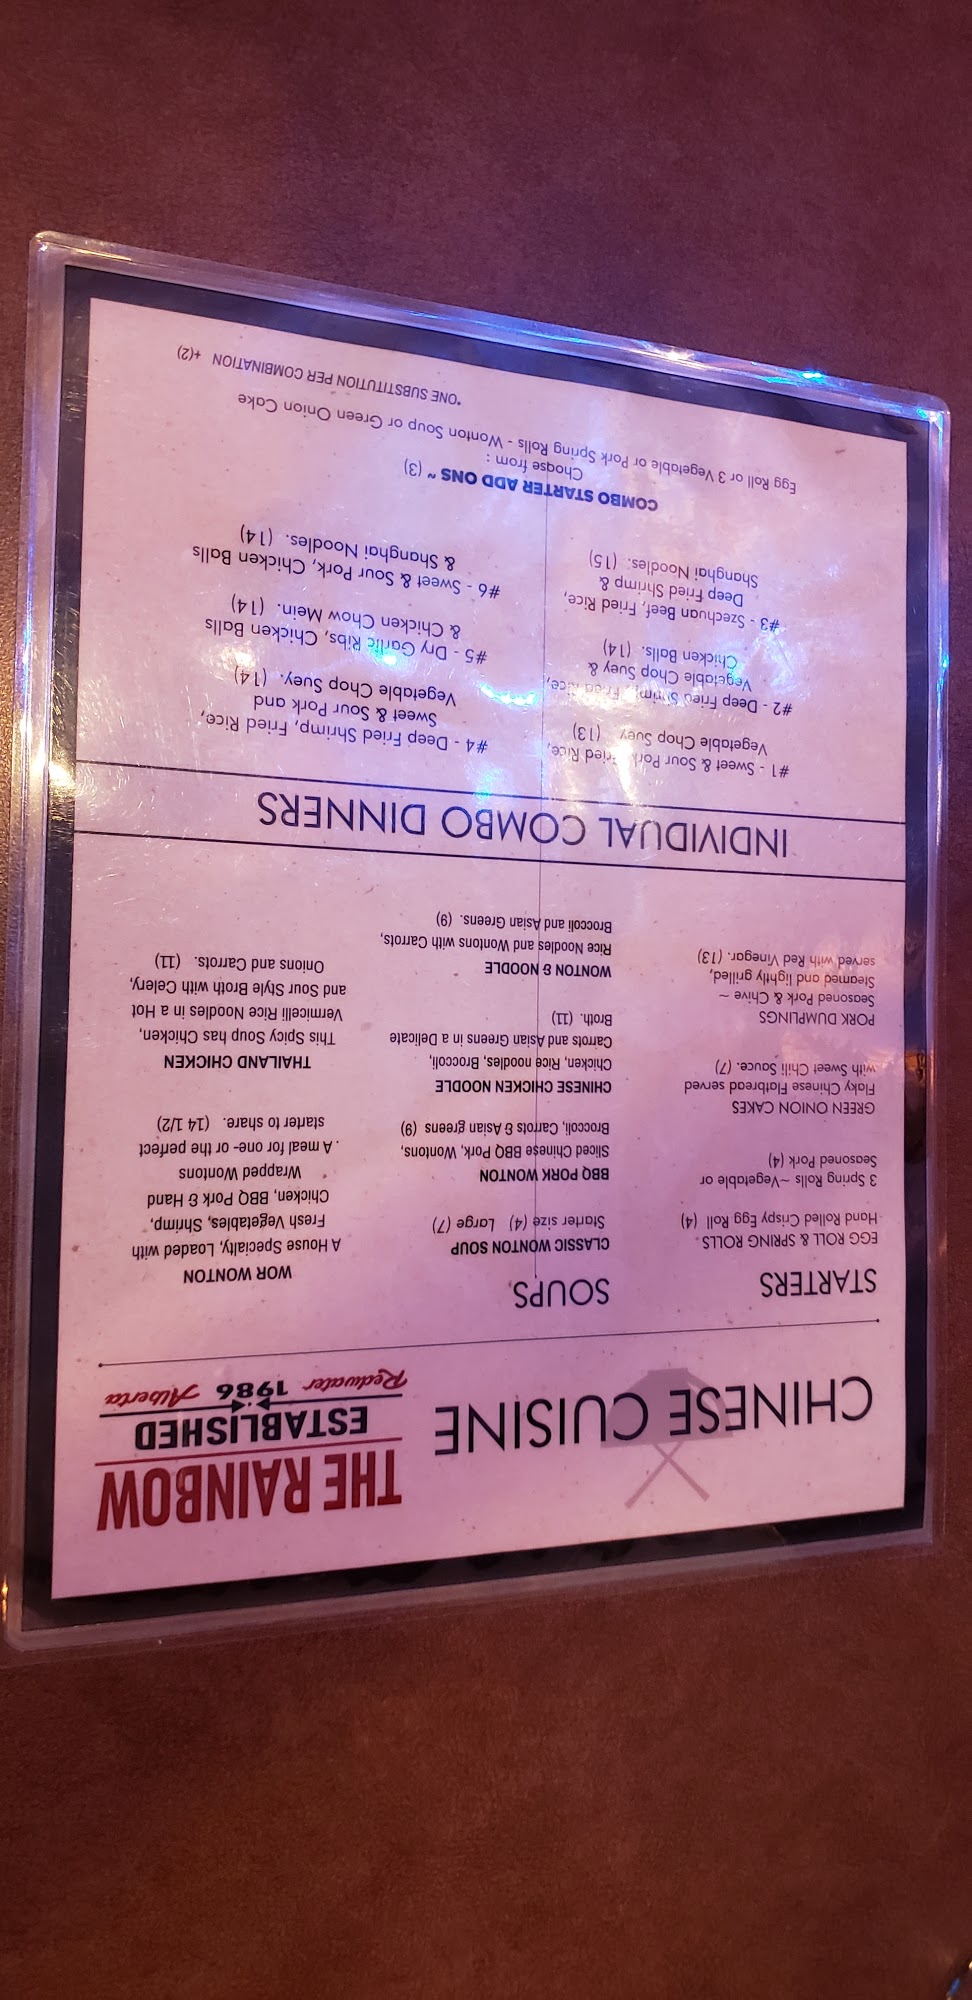 CHINESE CUISINE
THE RAINBOW
ESTABLISHED
Redwater 1986 Alberta
STARTERS
EGG ROLL & SPRING ROLLS
Hand Rolled Crispy Egg Roll (4)
3 Spring Rolls ~Vegetable or
Seasoned Pork (4)
GREEN ONION CAKES
Flaky Chinese Flatbread served
with Sweet Chili Sauce. (7)
PORK DUMPLINGS
Seasoned Pork & Chive ~
Steamed and lightly grilled,
served with Red Vinegar. (13)
SOUPS
CLASSIC WONTON SOUP
Starter size (4) Large (7)
BBQ PORK WONTON
Sliced Chinese BBQ Pork, Wontons,
Broccoli, Carrots & Asian greens (9)
CHINESE CHICKEN NOODLE
Chicken, Rice noodles, Broccoli,
Carrots and Asian Greens in a Delicate
Broth. (11)
WONTON & NOODLE
Rice Noodles and Wontons with Carrots,
Broccoli and Asian Greens. (9)
WOR WONTON
A House Specialty, Loaded with
Fresh Vegetables, Shrimp,
Chicken, BBQ Pork & Hand
Wrapped Wontons
. A meal for one- or the perfect
starter to share. (14 1/2)
THAILAND CHICKEN
This Spicy Soup has Chicken,
Vermicelli Rice Noodles in a Hot
and Sour Style Broth with Celery,
Onions and Carrots. (11)
INDIVIDUAL COMBO DINNERS
#1 - Sweet & Sour Pork, Fried Rice,
Vegetable Chop Suey (13)
#2 - Deep Fried Shrimp, Fried Rice,
Vegetable Chop Suey &
Chicken Balls. (14)
#3 - Szechuan Beef, Fried Rice,
Deep Fried Shrimp &
Shanghai Noodles. (15)
#4 - Deep Fried Shrimp, Fried Rice,
Sweet & Sour Pork and
Vegetable Chop Suey. (14)
#5 - Dry Garlic Ribs, Chicken Balls
& Chicken Chow Mein. (14)
#6 - Sweet & Sour Pork, Chicken Balls
& Shanghai Noodles. (14)
COMBO STARTER ADD ONS ~ (3)
Choose from :
Egg Roll or 3 Vegetable or Pork Spring Rolls - Wonton Soup or Green Onion Cake
*ONE SUBSTITUTION PER COMBINATION +(2)